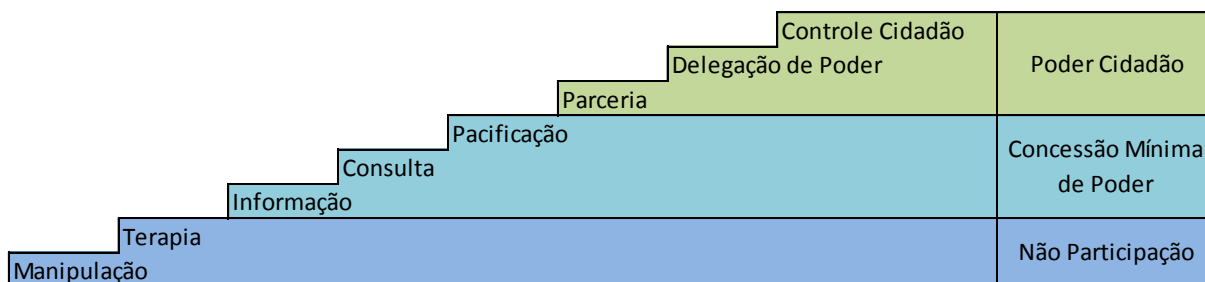 Controle Cidadão
Delegação de Poder
Poder Cidadão
Parceria
Pacificação
Consulta
Concessão Mínima
de Poder
Informação
Terapia
Não Participação
Manipulação